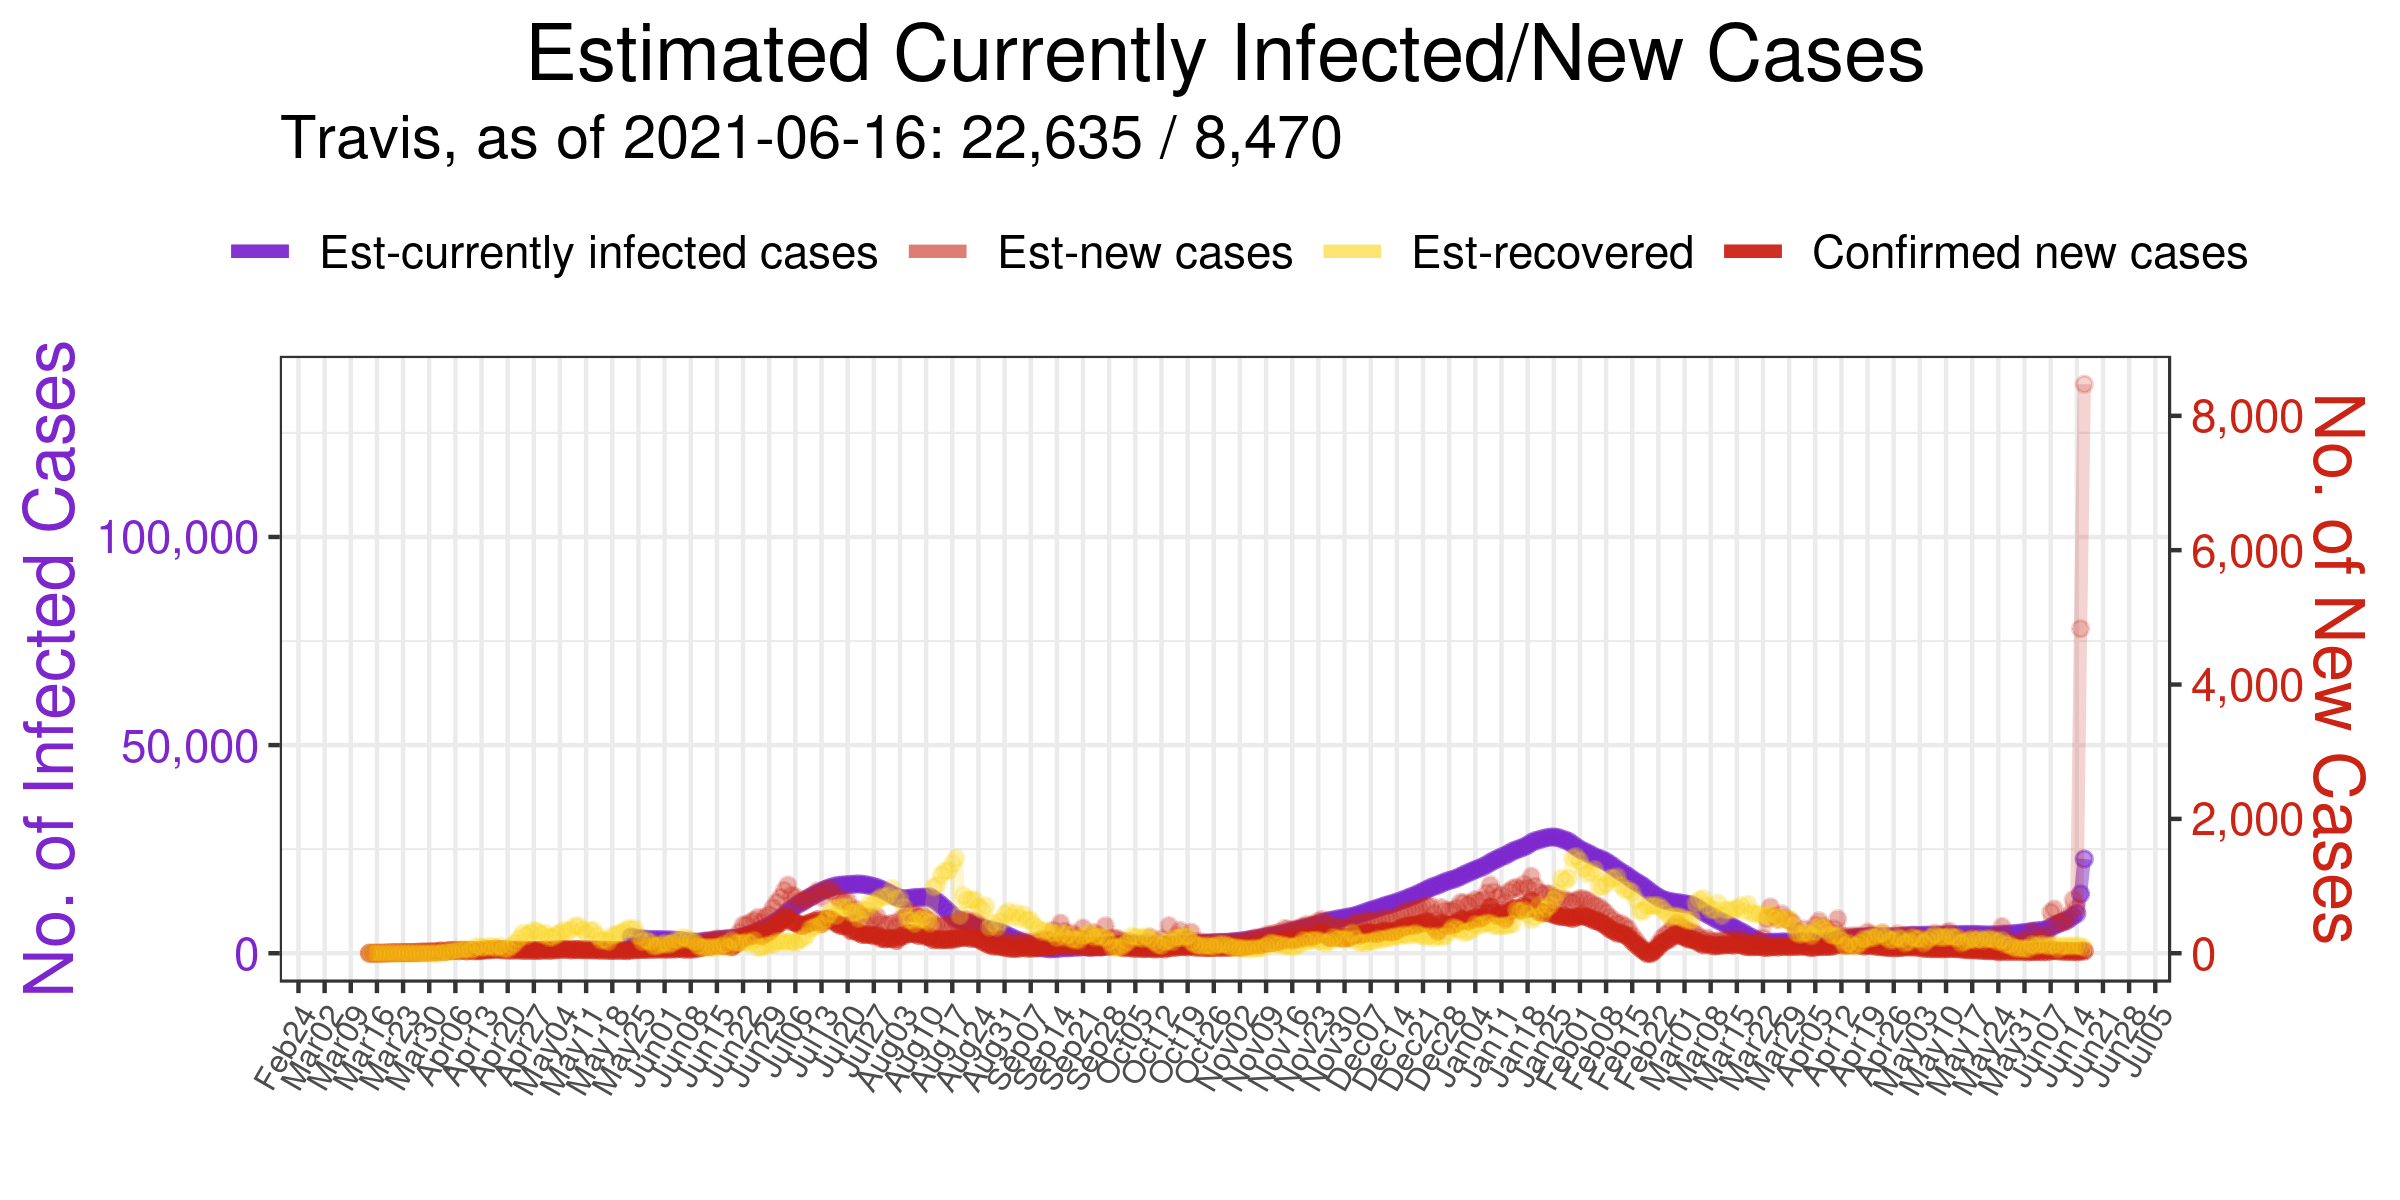 Estimated Currently Infected/New Cases
Travis, as of 2021-06-16: 22,635 / 8,470
Est-currently infected cases
Est-new cases
Est-recovered
Confirmed new cases
No. of Infected Cases
100,000
50,000
0
8,000
6,000
4,000
2,000
0
No. of New Cases
Feb24
Mar02
Mar09
Mar16
Mar23
Mar30
Apr06
Apr13
Apr20
Apr27
May04
May11
May18
May25
Jun01
Jun08
Jun15
Jun22
Jun29
Jul06
Jul13
Jul20
Jul27
Aug03
Aug10
Aug17
Aug24
Aug31
Sep07
Sep14
Sep21
Sep28
Oct05
Oct12
Oct19
Oct26
Nov02
Nov09
Nov16
Nov23
Nov30
Dec07
Dec14
Dec21
Dec28
Jan04
Jan11
Jan18
Jan25
Feb01
Feb08
Feb15
Feb22
Mar01
Mar08
Mar15
Mar22
Mar29
Apr05
Apr12
Apr19
Apr26
May03
May10
May17
May24
May31
Jun07
Jun14
Jun21
Jun28
Jul05